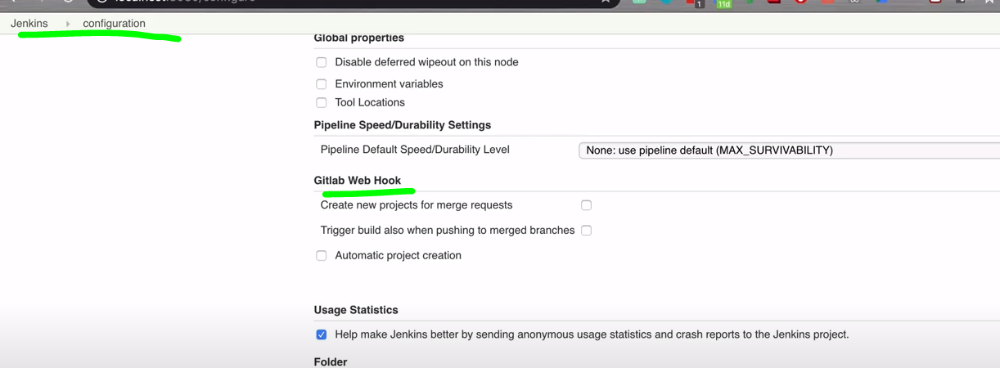 Jenkins configuration
Global properties
Disable deferred wipeout on this node
Environment variables
Tool Locations
Pipeline Speed/Durability Settings
Pipeline Default Speed/Durability Level None: use pipeline default (MAX_SURVIVABILITY)
Gitlab Web Hook
Create new projects for merge requests
Trigger build also when pushing to merged branches
Automatic project creation
Usage Statistics
Help make Jenkins better by sending anonymous usage statistics and crash reports to the Jenkins project.
Folder